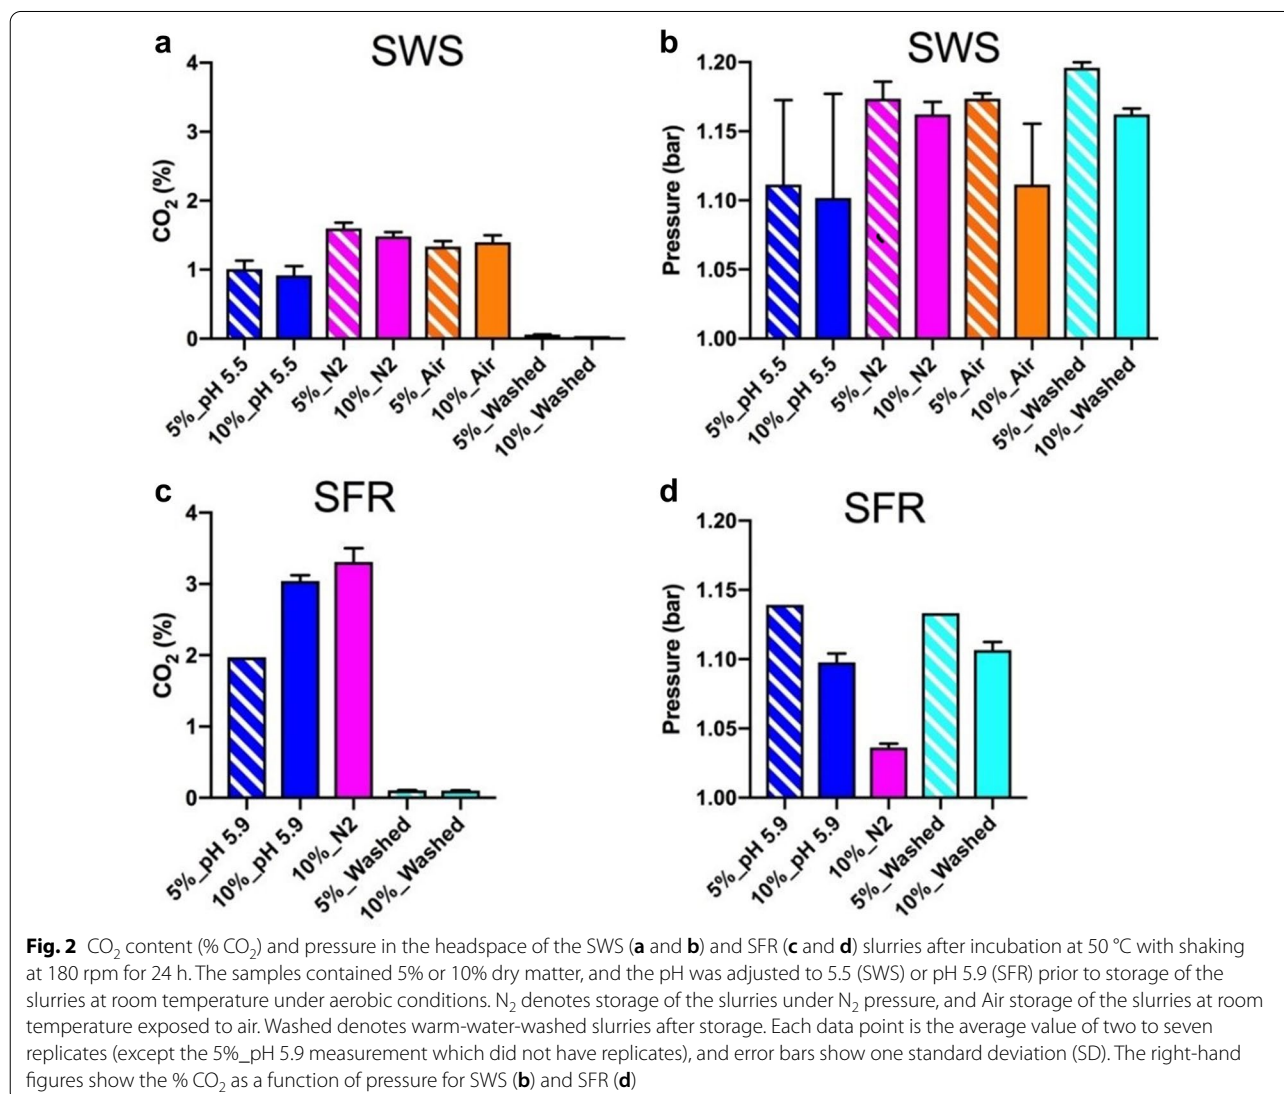 a
SWS
4
3
2
1
0
CO2 (%)
5%_pH 5.5
10%_pH 5.5
5%_N2
10%_N2
5%_Air
10%_Air
5%_Washed
10%_Washed
b
SWS
1.20
1.15
1.10
1.05
1.00
Pressure (bar)
5%_pH 5.5
10%_pH 5.5
5%_N2
10%_N2
5%_Air
10%_Air
5%_Washed
10%_Washed
c
SFR
4
3
2
1
0
CO2 (%)
5%_pH 5.9
10%_pH 5.9
10%_N2
5%_Washed
10%_Washed
d
SFR
1.20
1.15
1.10
1.05
1.00
Pressure (bar)
5%_pH 5.9
10%_pH 5.9
10%_N2
5%_Washed
10%_Washed
Fig. 2 CO2 content (% CO2) and pressure in the headspace of the SWS (a and b) and SFR (c and d) slurries after incubation at 50 °C with shaking
at 180 rpm for 24 h. The samples contained 5% or 10% dry matter, and the pH was adjusted to 5.5 (SWS) or pH 5.9 (SFR) prior to storage of the
slurries at room temperature under aerobic conditions. N2 denotes storage of the slurries under N2 pressure, and Air storage of the slurries at room
temperature exposed to air. Washed denotes warm-water-washed slurries after storage. Each data point is the average value of two to seven
replicates (except the 5%_pH 5.9 measurement which did not have replicates), and error bars show one standard deviation (SD). The right-hand
figures show the % CO2 as a function of pressure for SWS (b) and SFR (d)